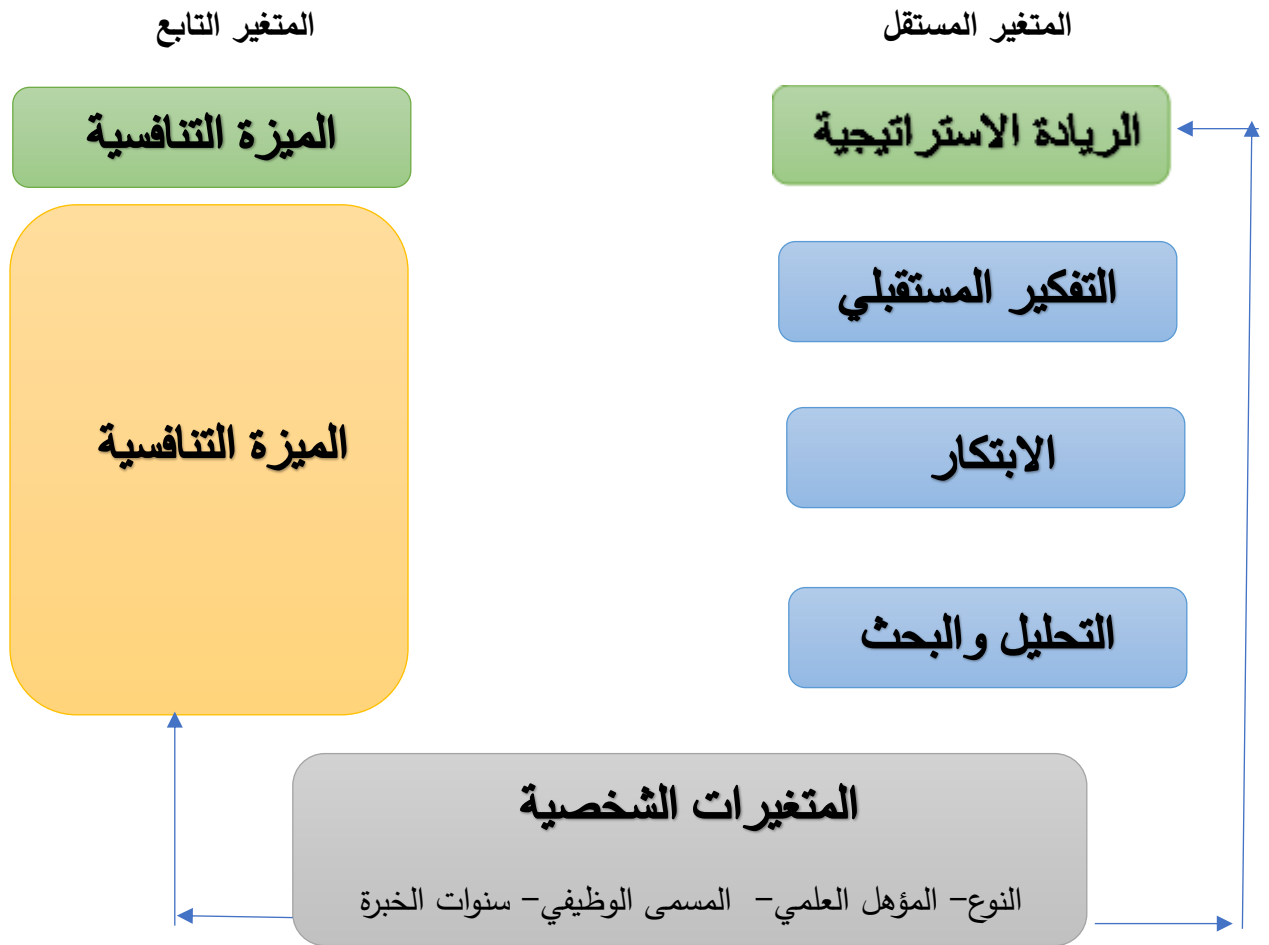 المتغير المستقل
المتغير التابع
الريادة الاستراتيجية
الميزة التنافسية
التفكير المستقبلي
الابتكار
الميزة التنافسية
التحليل والبحث
المتغيرات الشخصية
النوع– المؤهل العلمي– المسمى الوظيفي– سنوات الخبرة